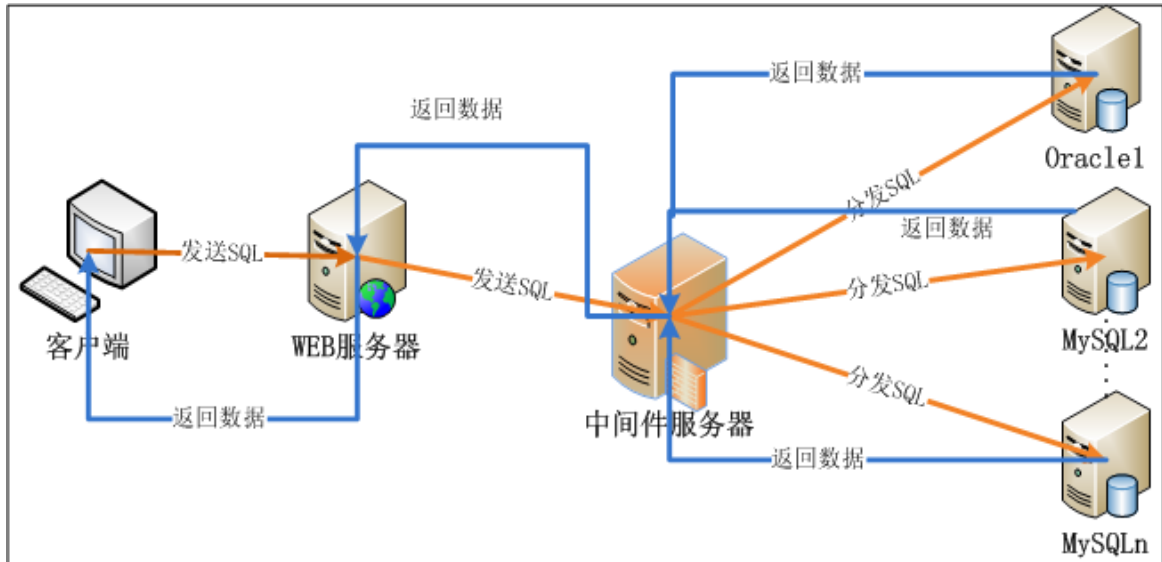 返回数据
返回数据
Oracle1
分发SQL
返回数据
发送SQL
发送SQL
分发SQL
客户端
WEB服务器
MySQL2
分发SQL
返回数据
中间件服务器
返回数据
MySQLn